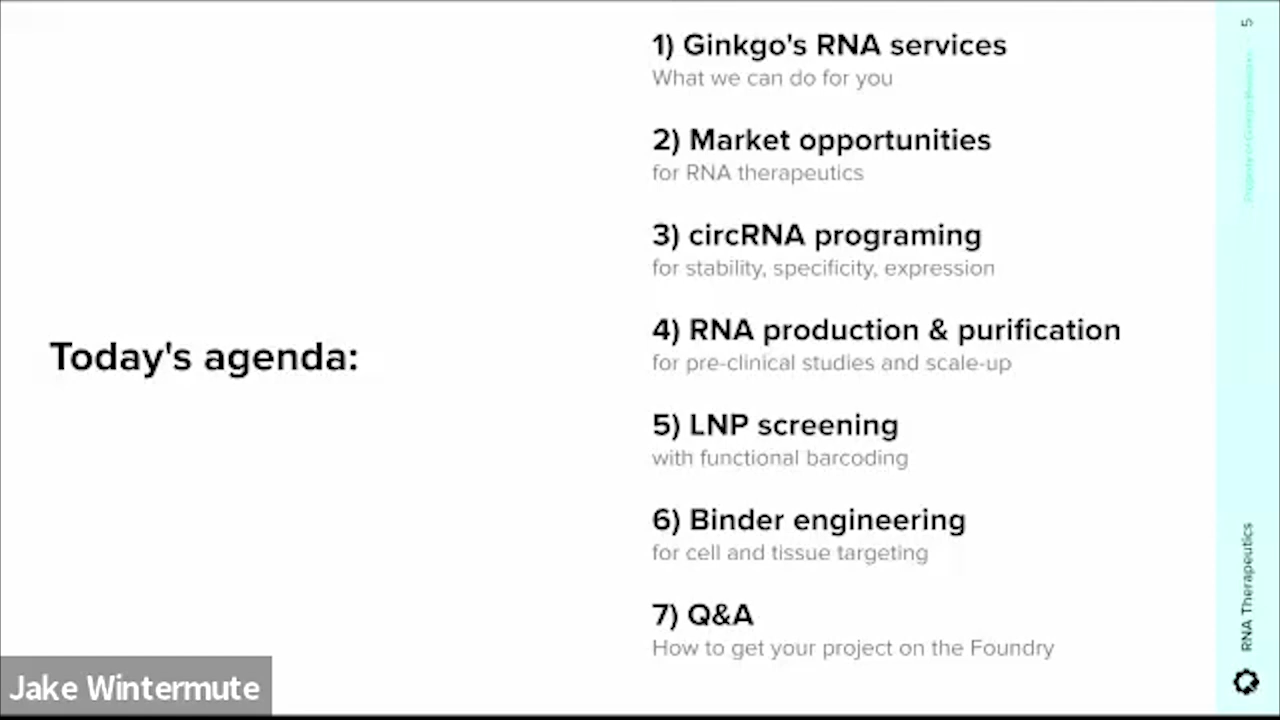 Today's agenda:
1) Ginkgo's RNA services
What we can do for you
2) Market opportunities
for RNA therapeutics
3) circRNA programing
for stability, specificity, expression
4) RNA production & purification
for pre-clinical studies and scale-up
5) LNP screening
with functional barcoding
6) Binder engineering
for cell and tissue targeting
7) Q&A
How to get your project on the Foundry
5
RNA Therapeutics
Jake Wintermute